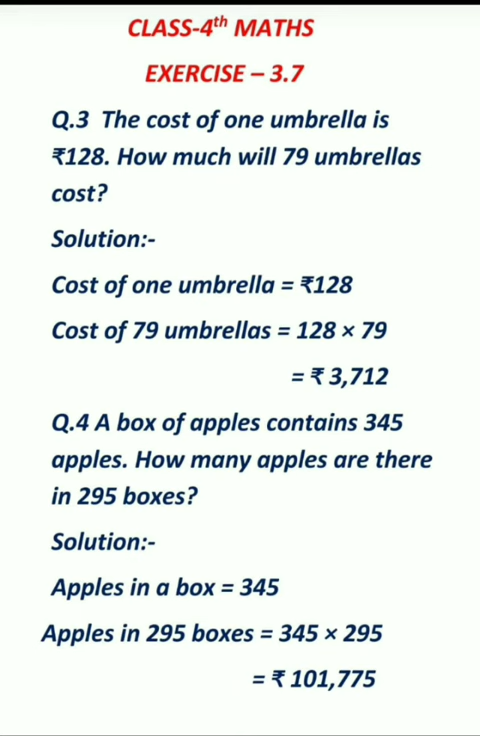 CLASS-4th MATHS
EXERCISE – 3.7
Q.3 The cost of one umbrella is
₹128. How much will 79 umbrellas
cost?
Solution:-
Cost of one umbrella = ₹128
Cost of 79 umbrellas = 128 × 79
= ₹ 3,712
Q.4 A box of apples contains 345
apples. How many apples are there
in 295 boxes?
Solution:-
Apples in a box = 345
Apples in 295 boxes = 345 × 295
= ₹ 101,775